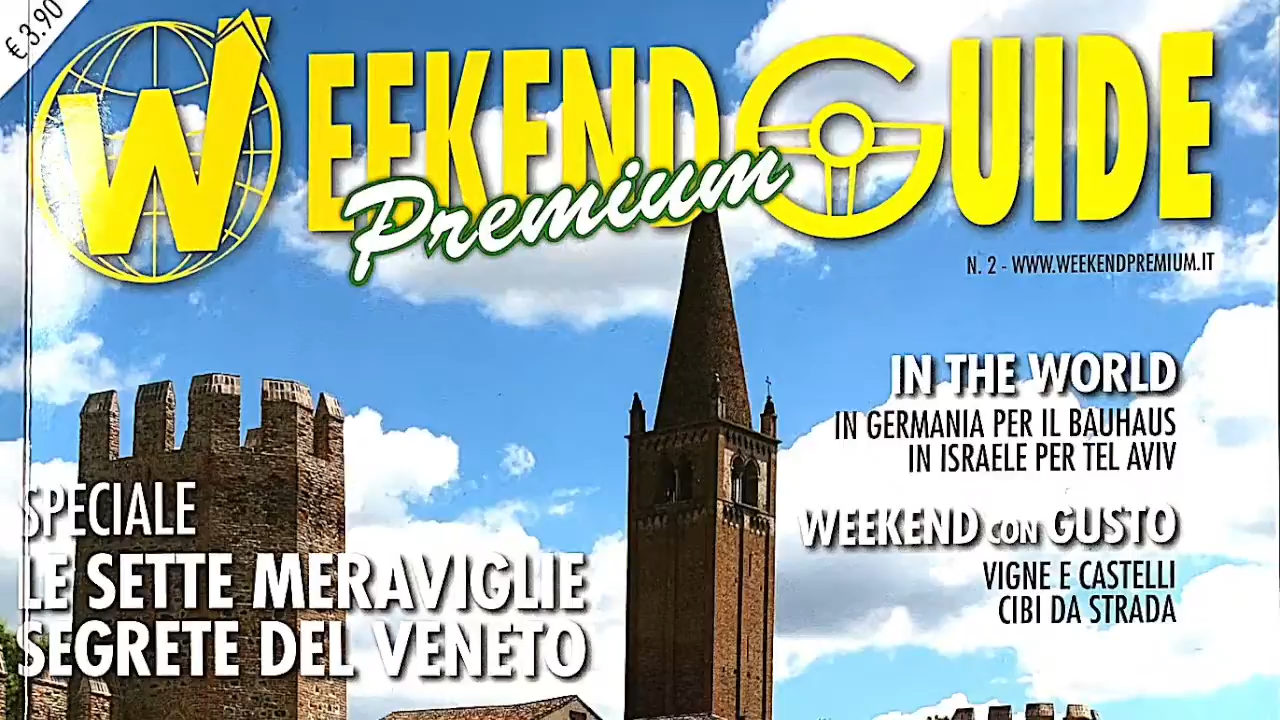 € 3.90
WEEKEND GUIDE
Premium
N. 2 - WWW.WEEKENDPREMIUM.IT
IN THE WORLD
IN GERMANIA PER IL BAUHAUS
IN ISRAELE PER TEL AVIV
SPECIALE
LE SETTE MERAVIGLIE
SEGRETE DEL VENETO
WEEKEND CON GUSTO
VIGNE E CASTELLI
CIBI DA STRADA